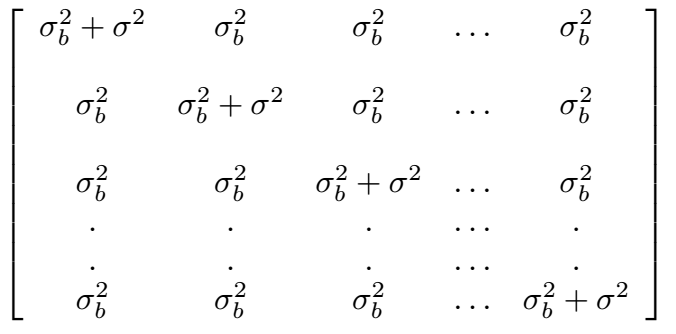 σ_b^2 + σ^2 σ_b^2 σ_b^2 … σ_b^2
σ_b^2 σ_b^2 + σ^2 σ_b^2 … σ_b^2
σ_b^2 σ_b^2 σ_b^2 + σ^2 … σ_b^2
. . . … .
. . . … .
σ_b^2 σ_b^2 σ_b^2 … σ_b^2 + σ^2